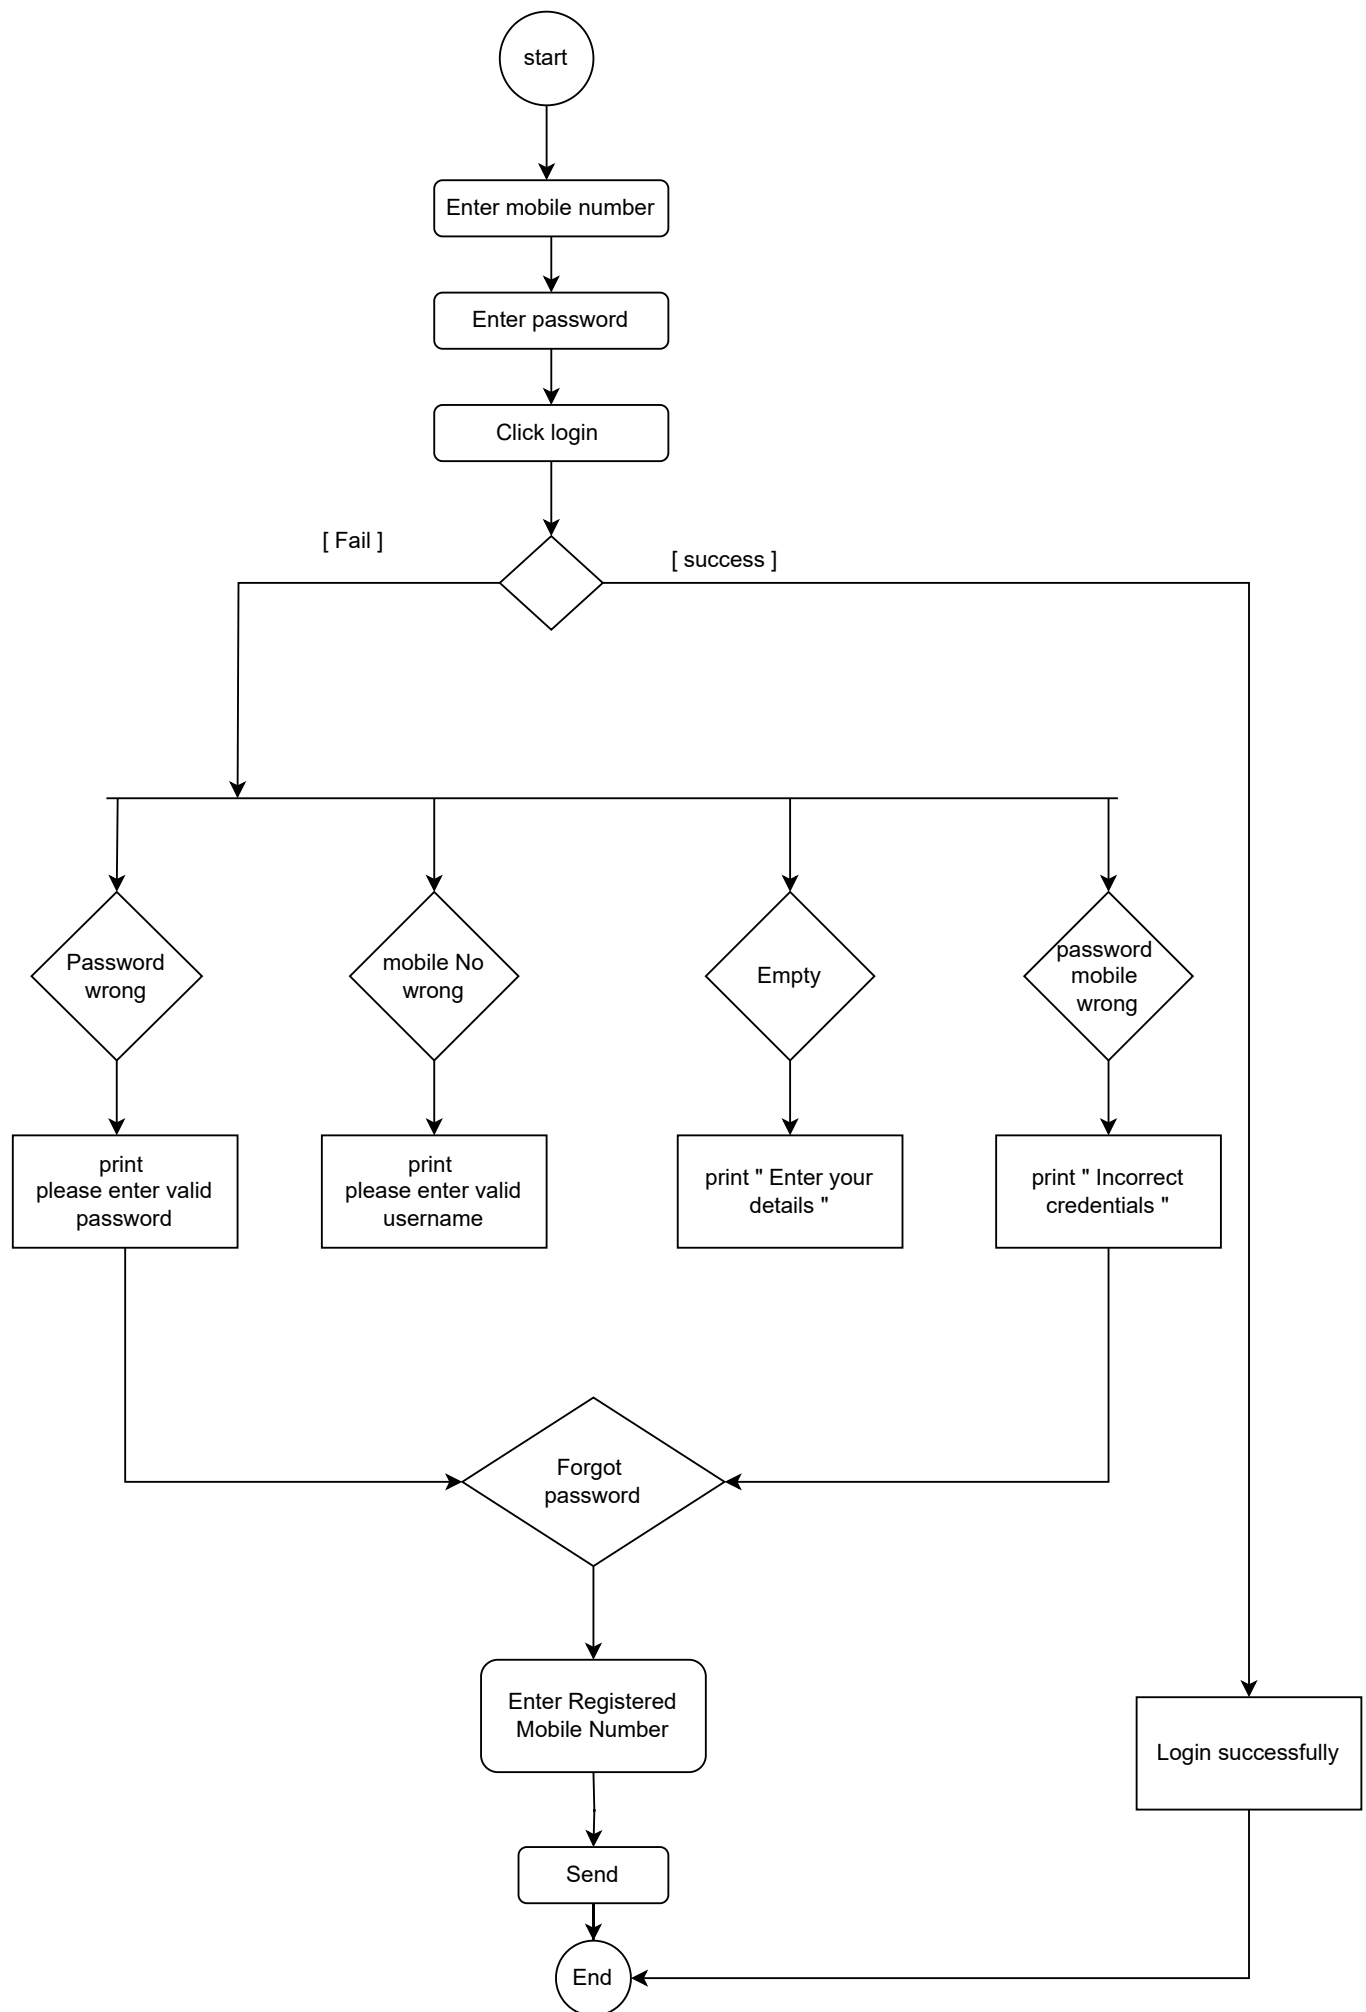 start
Enter mobile number
Enter password
Click login
[ Fail ]
[ success ]
Password
wrong
mobile No
wrong
Empty
password
mobile
wrong
print
please enter valid
password
print
please enter valid
username
print " Enter your
details "
print " Incorrect
credentials "
Forgot
password
Enter Registered
Mobile Number
Login successfully
Send
End